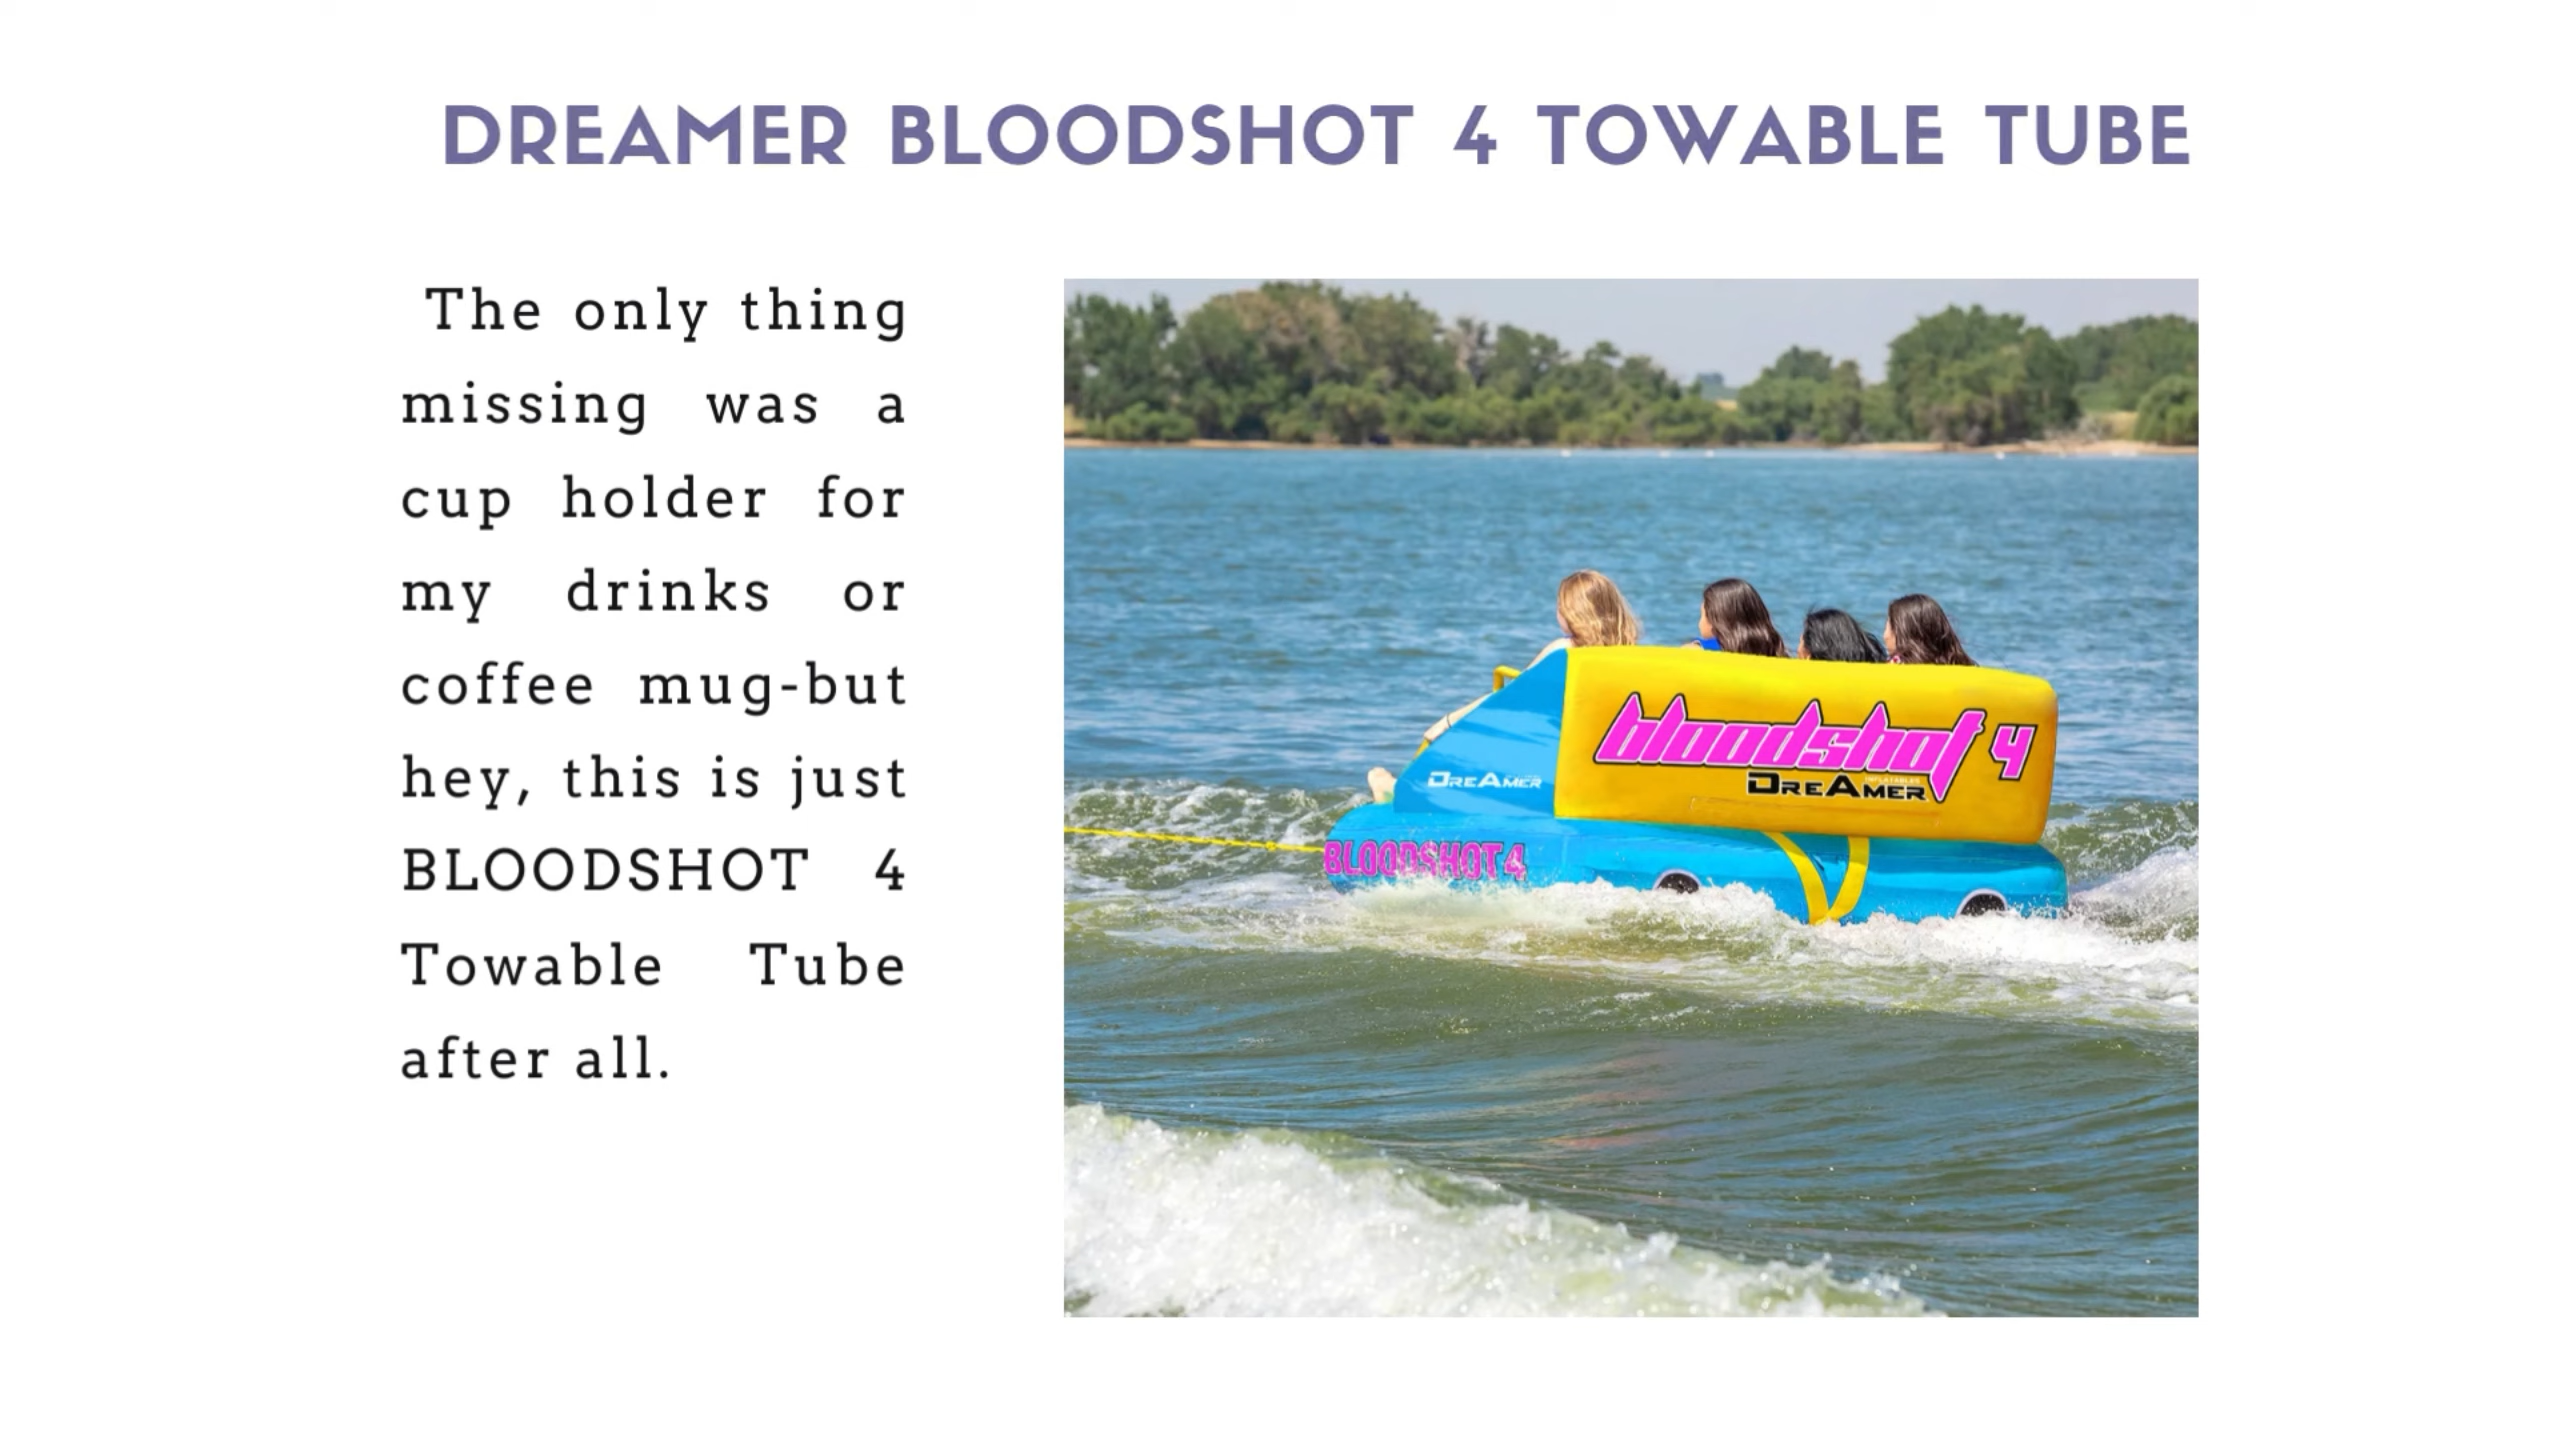 DREAMER BLOODSHOT 4 TOWABLE TUBE
The only thing
missing was a
cup holder for
my drinks or
coffee mug-but
hey, this is just
BLOODSHOT 4
Towable Tube
after all.
bloodshot 4
INFLATABLES
DREAMER
DREAMER
BLOODSHOT 4